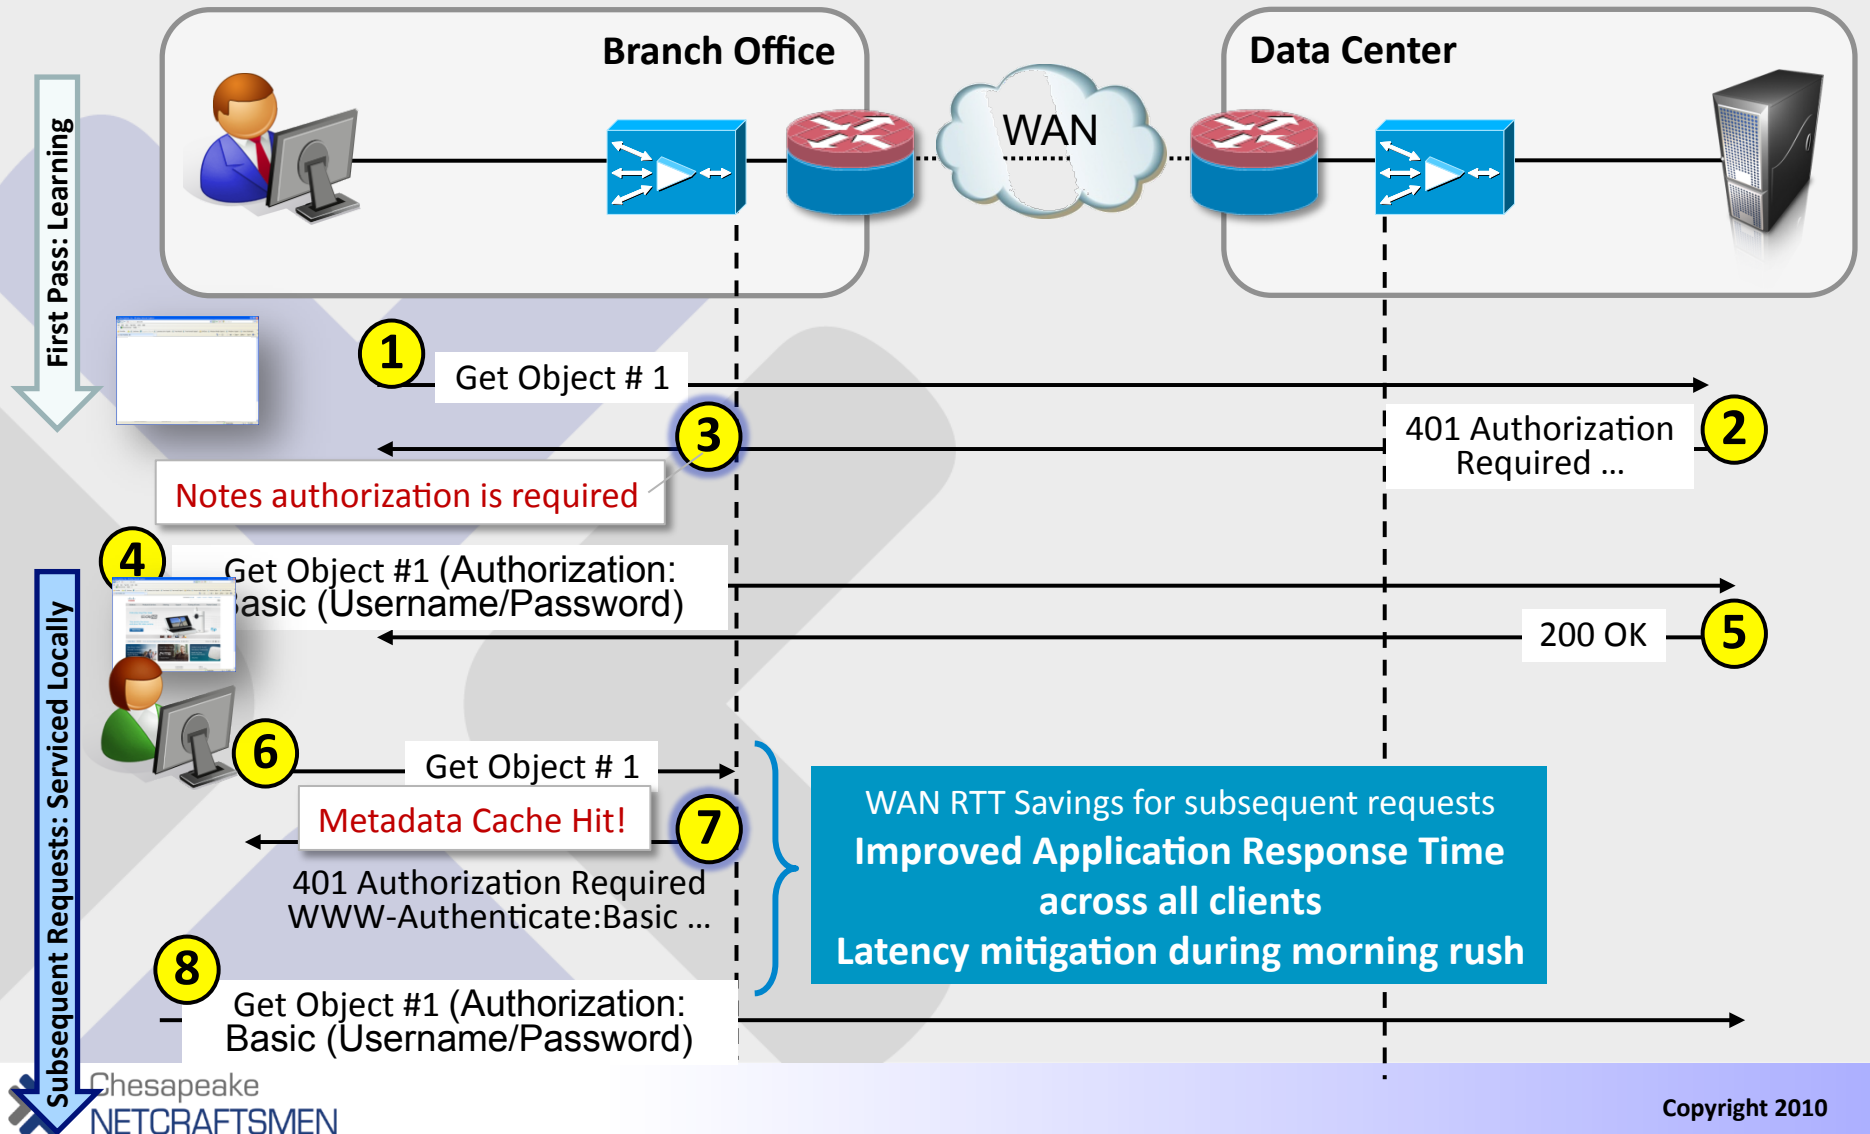 Branch Office
Data Center
WAN
First Pass: Learning
1
Get Object # 1
401 Authorization
Required ...
2
3
Notes authorization is required
4
Get Object #1 (Authorization:
asic (Username/Password)
200 OK
5
Subsequent Requests: Serviced Locally
6
Get Object # 1
Metadata Cache Hit!
7
401 Authorization Required
WWW-Authenticate:Basic ...
WAN RTT Savings for subsequent requests
Improved Application Response Time
across all clients
Latency mitigation during morning rush
8
Get Object #1 (Authorization:
Basic (Username/Password)
Chesapeake
NETCRAFTSMEN
Copyright 2010